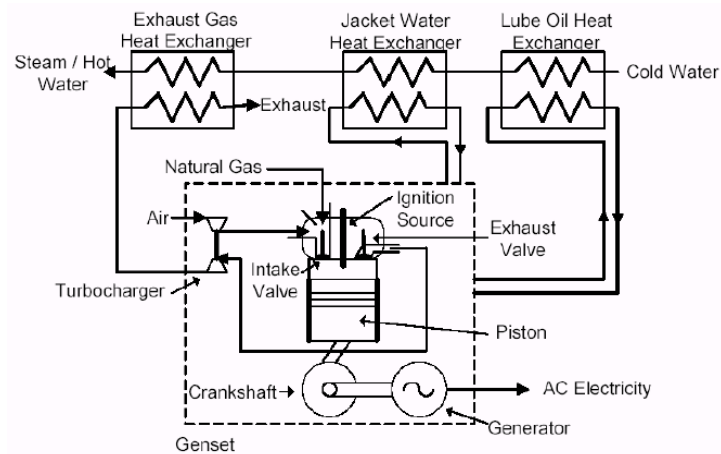 Exhaust Gas
Heat Exchanger
Jacket Water
Heat Exchanger
Lube Oil Heat
Exchanger
Steam / Hot
Water
Exhaust
Cold Water
Natural Gas
Ignition
Source
Air
Exhaust
Valve
Intake
Valve
Turbocharger
Piston
Crankshaft
AC Electricity
Generator
Genset